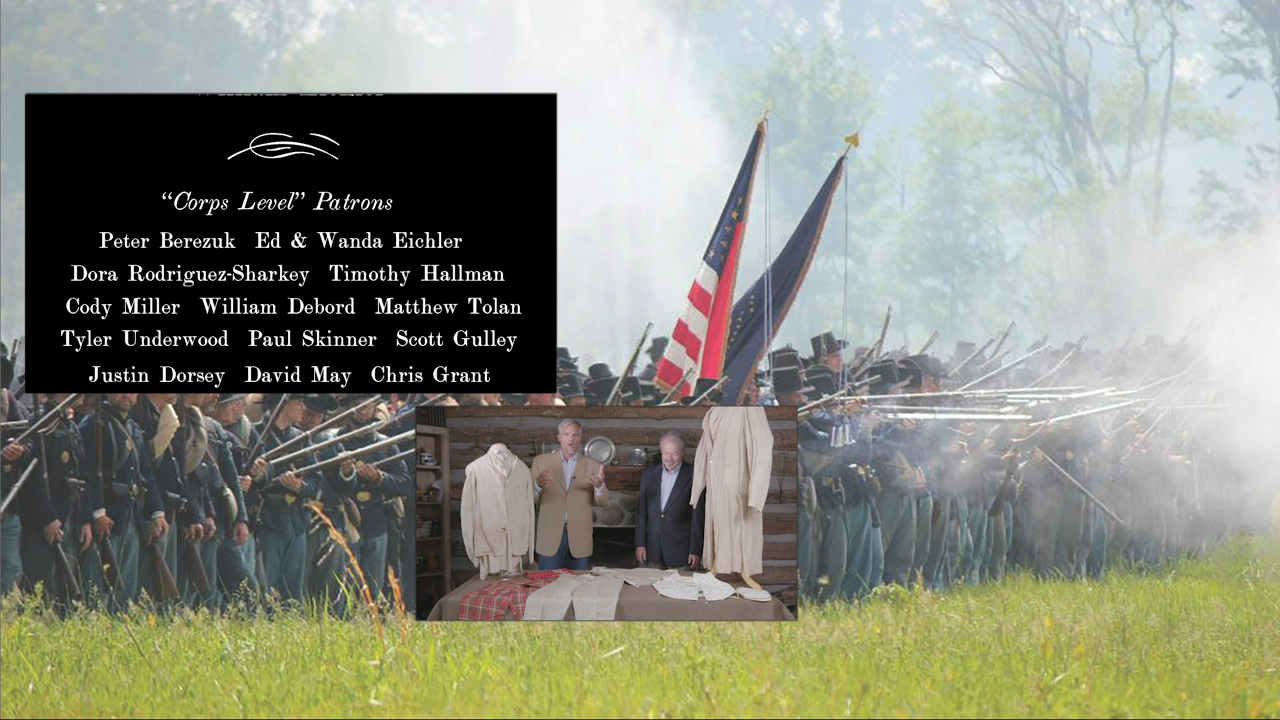 “Corps Level” Patrons
Peter Berezuk Ed & Wanda Eichler
Dora Rodriguez-Sharkey Timothy Hallman
Cody Miller William Debord Matthew Tolan
Tyler Underwood Paul Skinner Scott Gulley
Justin Dorsey David May Chris Grant